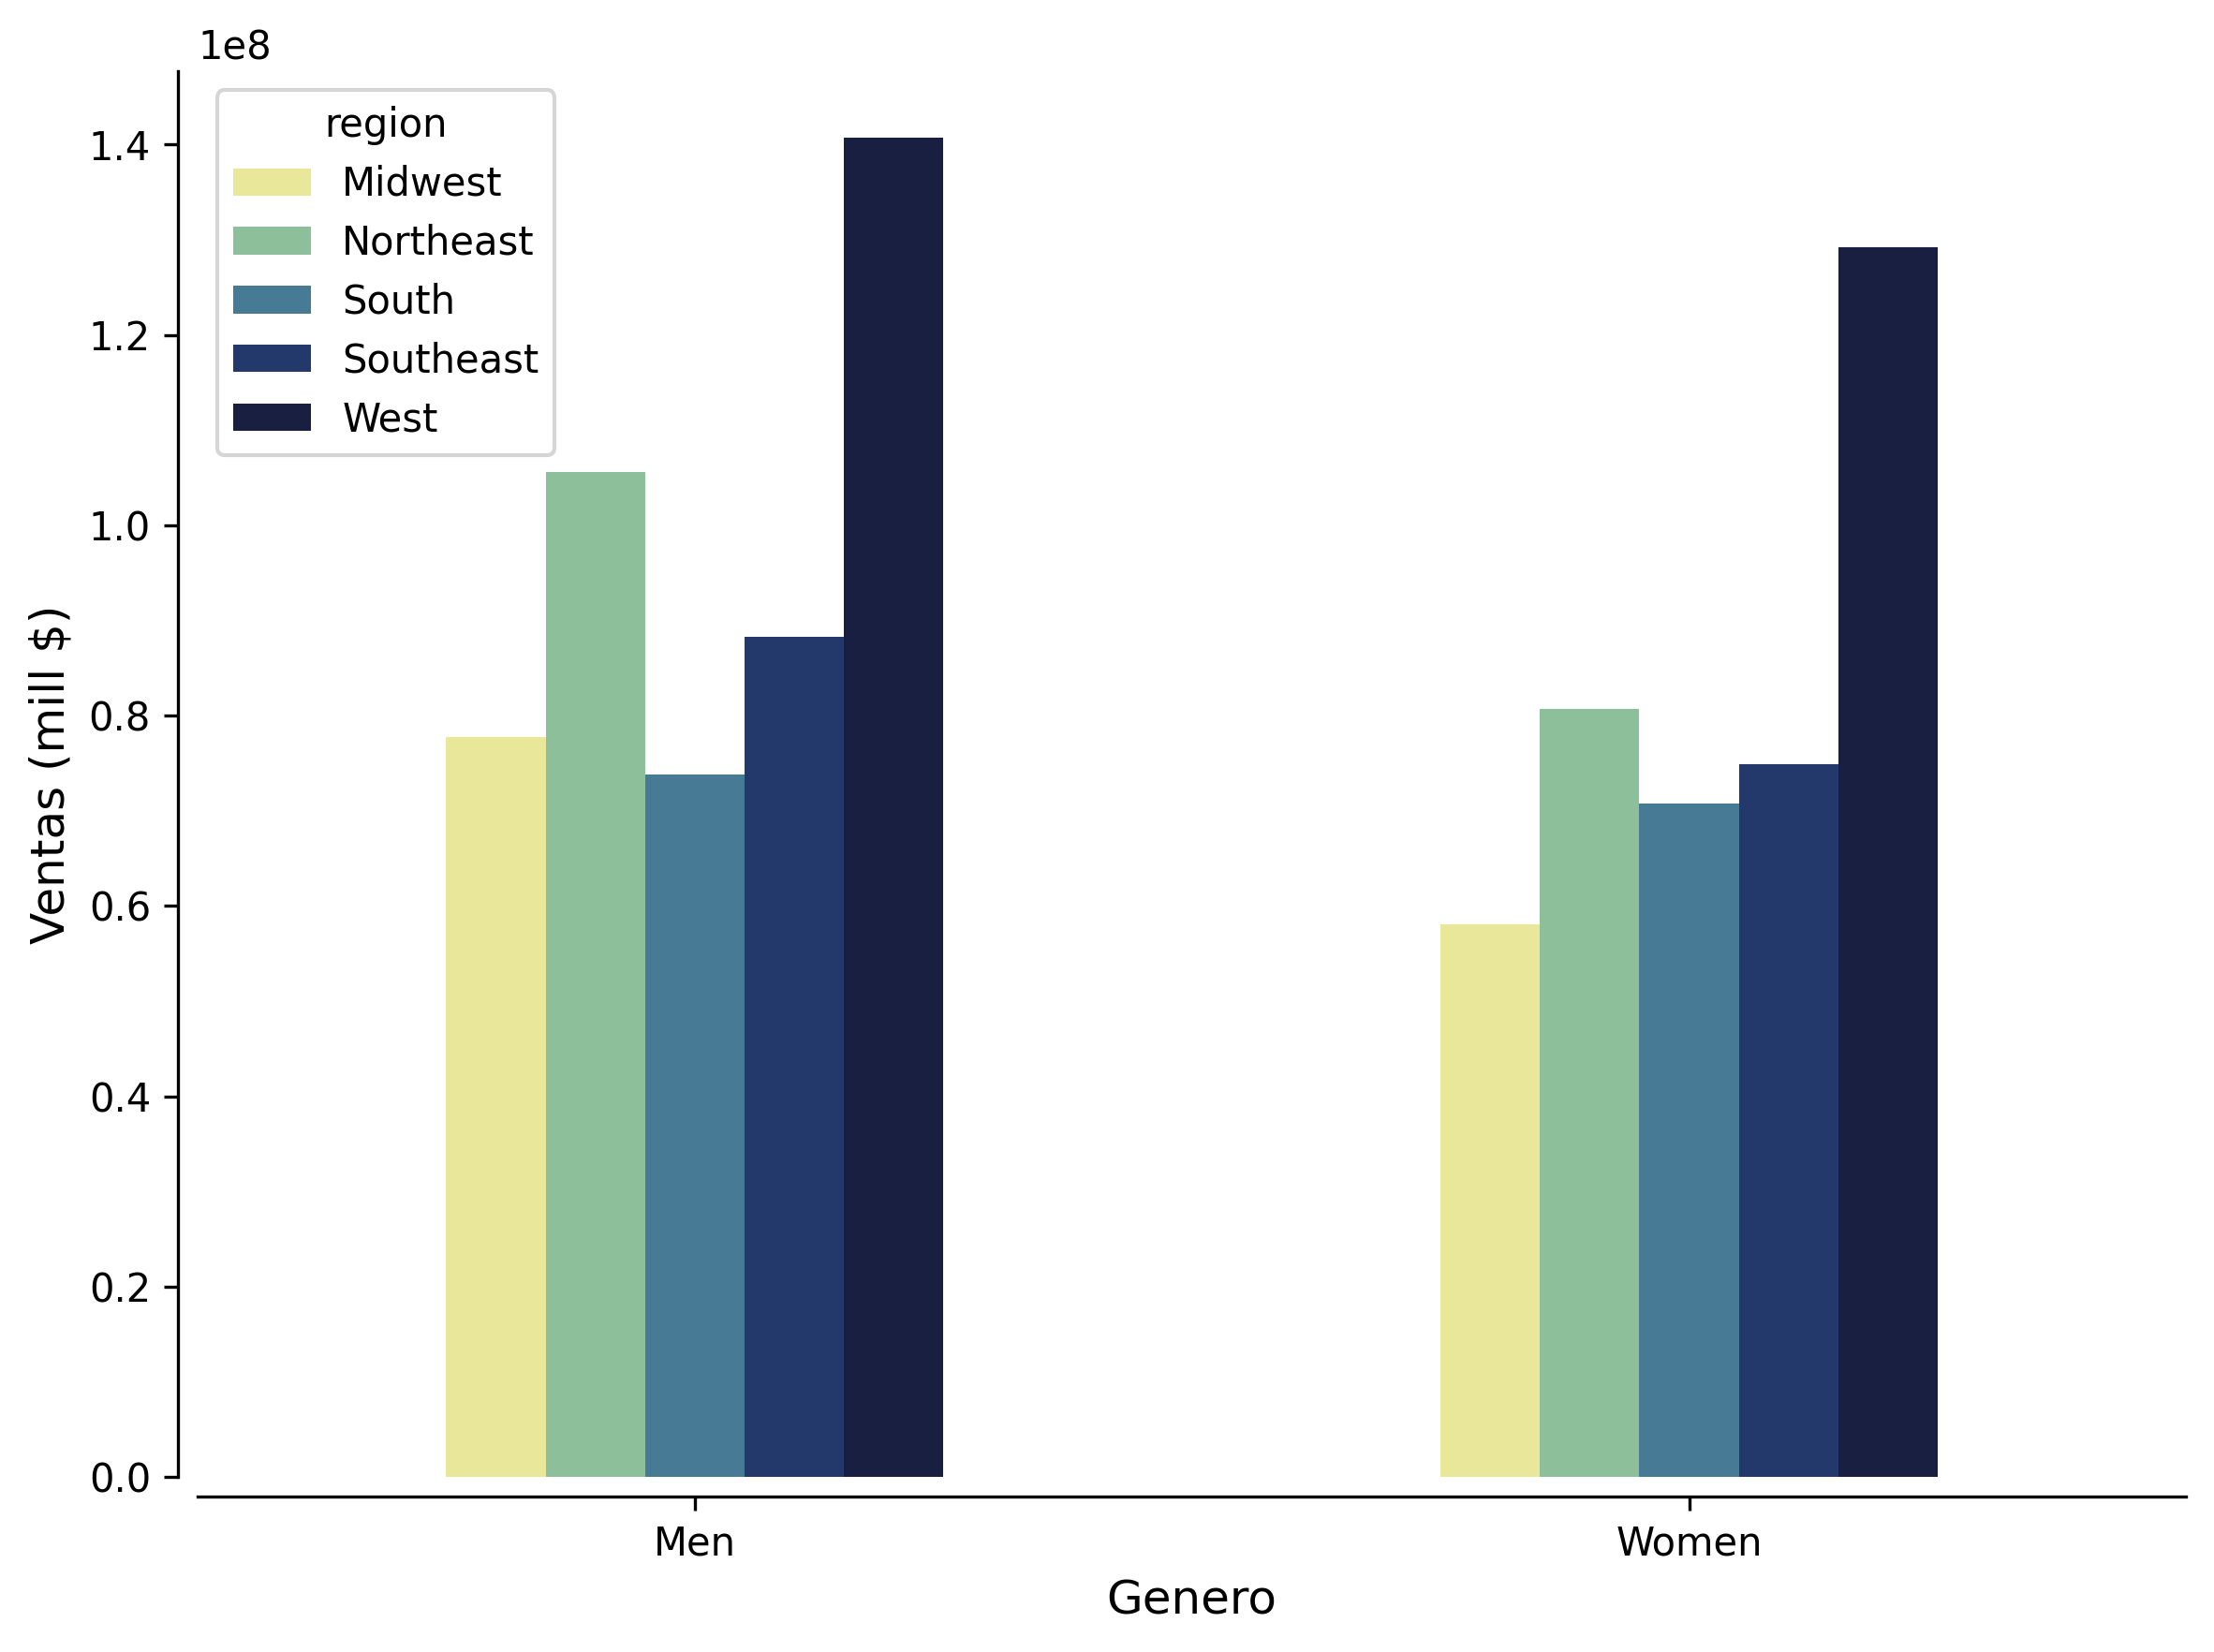 1e8
region
Midwest
Northeast
South
Southeast
West
1.4
1.2
1.0
0.8
0.6
0.4
0.2
0.0
Ventas (mill $)
Men
Women
Genero